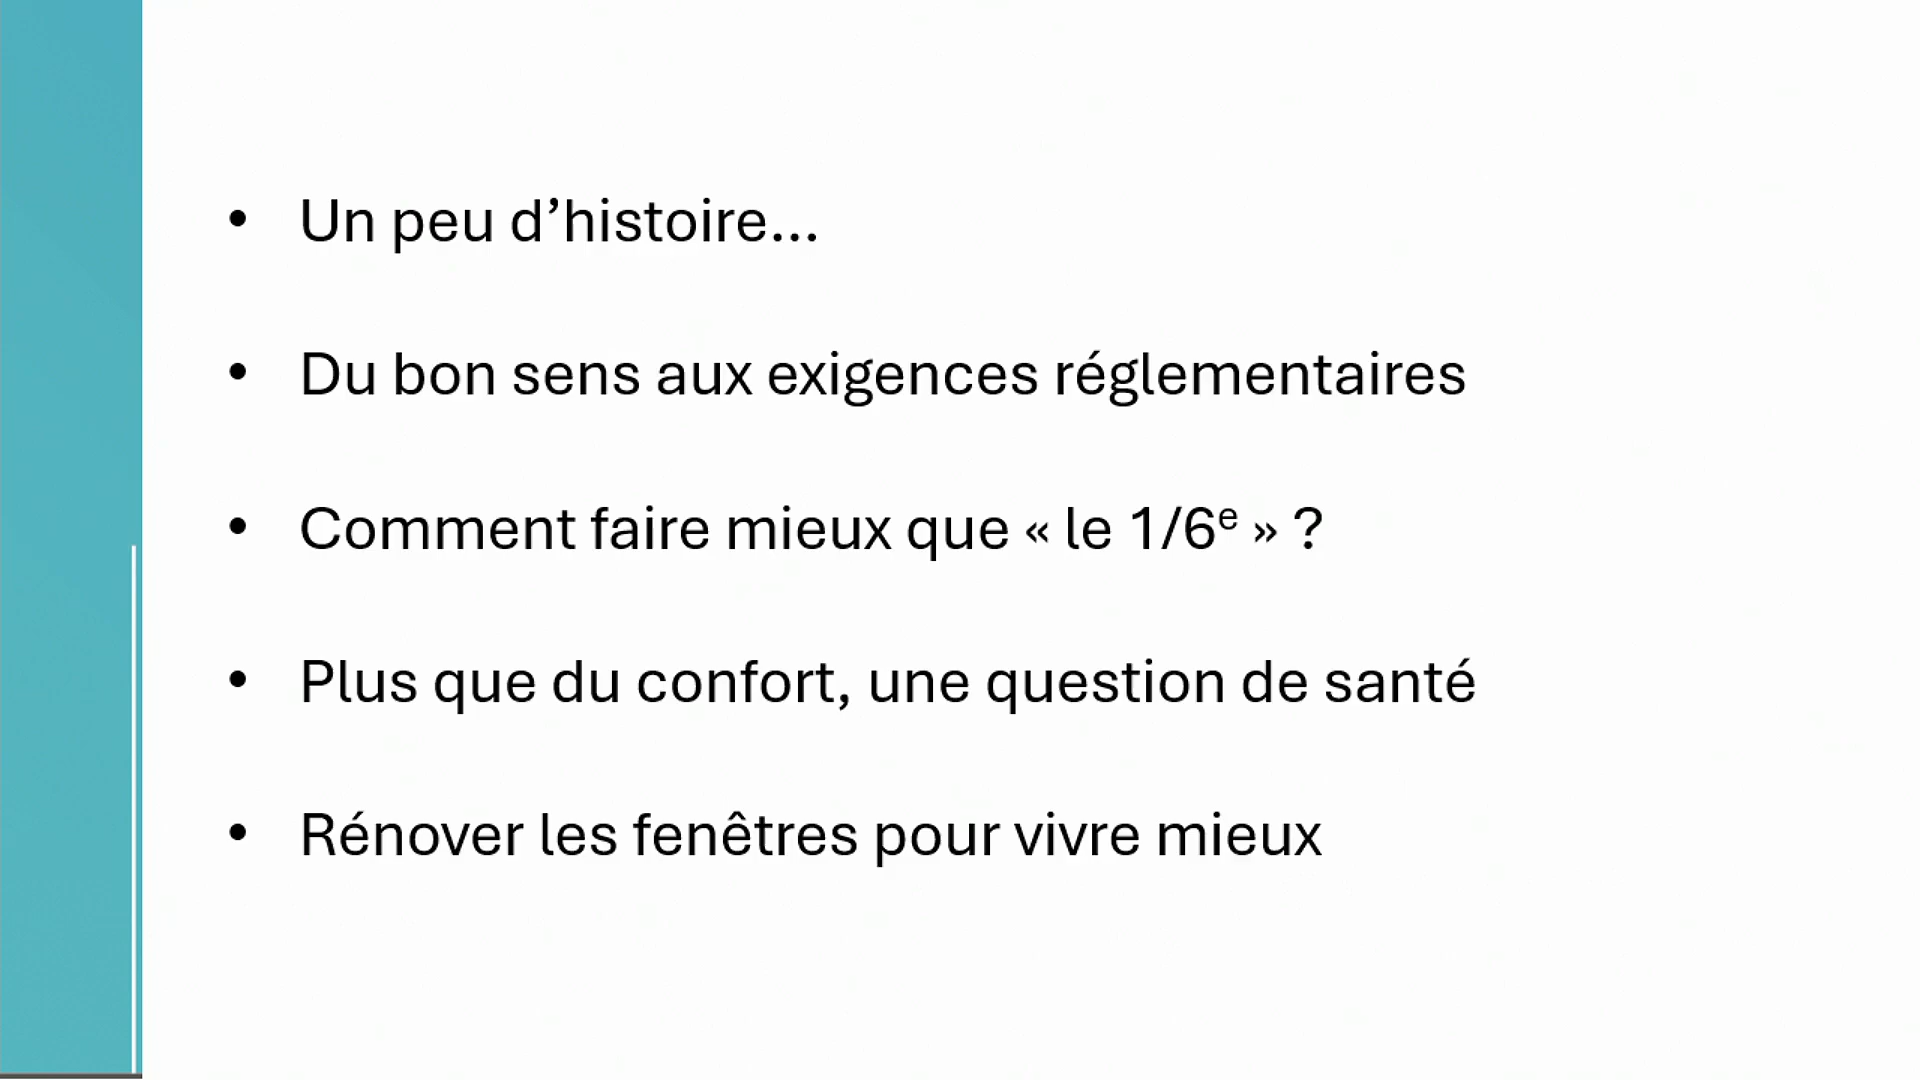 • Un peu d’histoire…
• Du bon sens aux exigences réglementaires
• Comment faire mieux que « le 1/6ᵉ » ?
• Plus que du confort, une question de santé
• Rénover les fenêtres pour vivre mieux